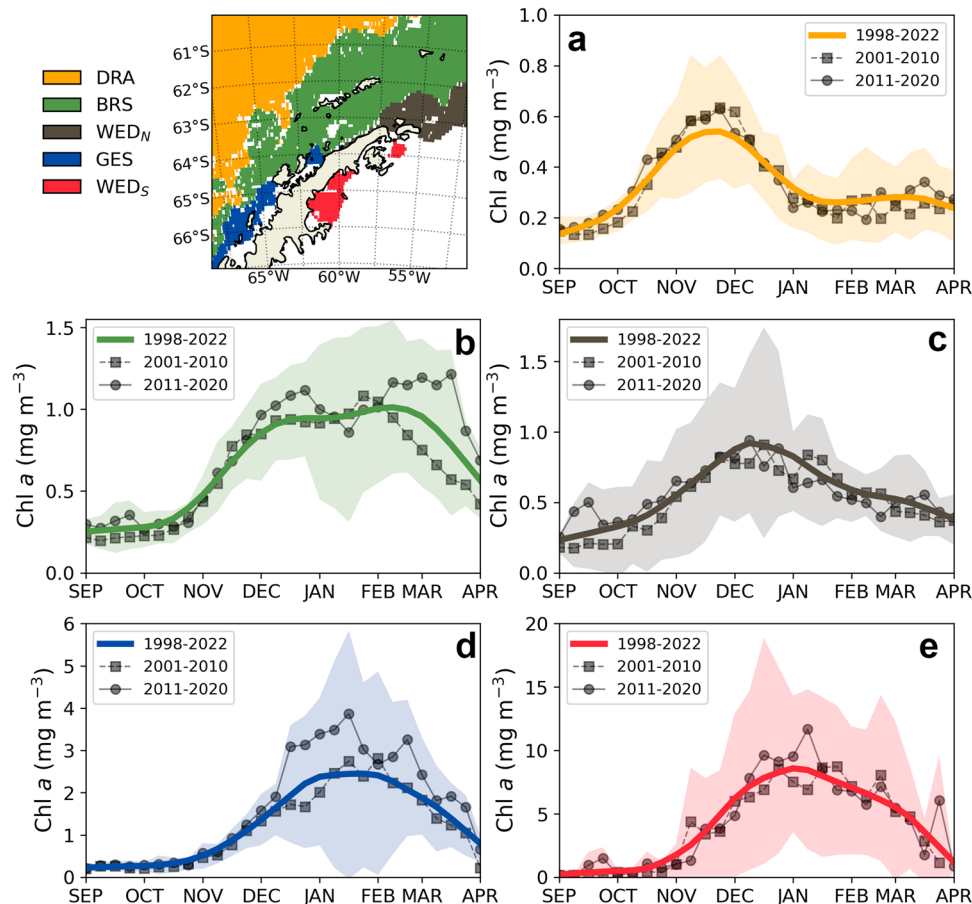 DRA
BRS
WED_N
GES
WED_S
61°S
62°S
63°S
64°S
65°S
66°S
65°W 60°W 55°W
a
1998-2022
2001-2010
2011-2020
Chl a (mg m⁻³)
1.0
0.8
0.6
0.4
0.2
0.0
SEP OCT NOV DEC JAN FEB MAR APR
b
1998-2022
2001-2010
2011-2020
Chl a (mg m⁻³)
1.5
1.0
0.5
0.0
SEP OCT NOV DEC JAN FEB MAR APR
c
1998-2022
2001-2010
2011-2020
Chl a (mg m⁻³)
1.5
1.0
0.5
0.0
SEP OCT NOV DEC JAN FEB MAR APR
d
1998-2022
2001-2010
2011-2020
Chl a (mg m⁻³)
6
5
4
3
2
1
0
SEP OCT NOV DEC JAN FEB MAR APR
e
1998-2022
2001-2010
2011-2020
Chl a (mg m⁻³)
20
15
10
5
0
SEP OCT NOV DEC JAN FEB MAR APR